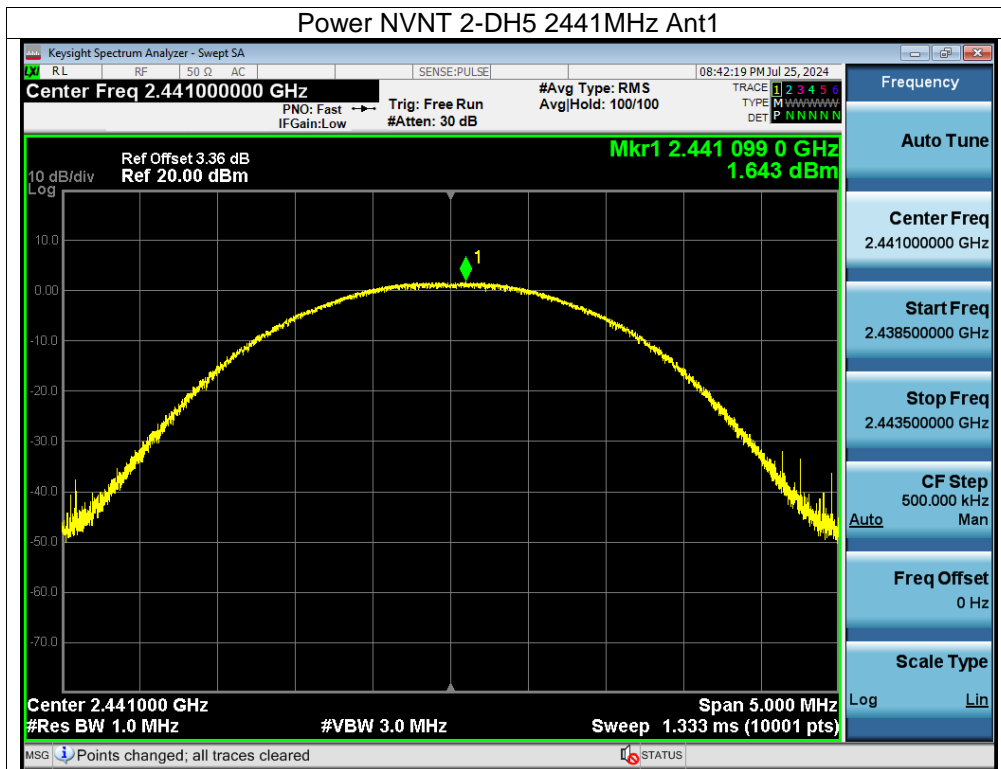 Power NVNT 2-DH5 2441MHz Ant1
Keysight Spectrum Analyzer - Swept SA
LXI RL RF 50 Ω AC SENSE:PULSE 08:42:19 PM Jul 25, 2024
Center Freq 2.441000000 GHz
PNO: Fast
IFGain:Low
Trig: Free Run
#Atten: 30 dB
#Avg Type: RMS
Avg|Hold: 100/100
TRACE 1 2 3 4 5 6
TYPE M WWWWW
DET P N N N N N
Mkr1 2.441 099 0 GHz
1.643 dBm
Ref Offset 3.36 dB
10 dB/div Ref 20.00 dBm
Log
10.0
0.00
-10.0
-20.0
-30.0
-40.0
-50.0
-60.0
-70.0
1
Center 2.441000 GHz Span 5.000 MHz
#Res BW 1.0 MHz #VBW 3.0 MHz Sweep 1.333 ms (10001 pts)
MSG Points changed; all traces cleared STATUS
Frequency
Auto Tune
Center Freq
2.441000000 GHz
Start Freq
2.438500000 GHz
Stop Freq
2.443500000 GHz
CF Step
500.000 kHz
Auto Man
Freq Offset
0 Hz
Scale Type
Log Lin